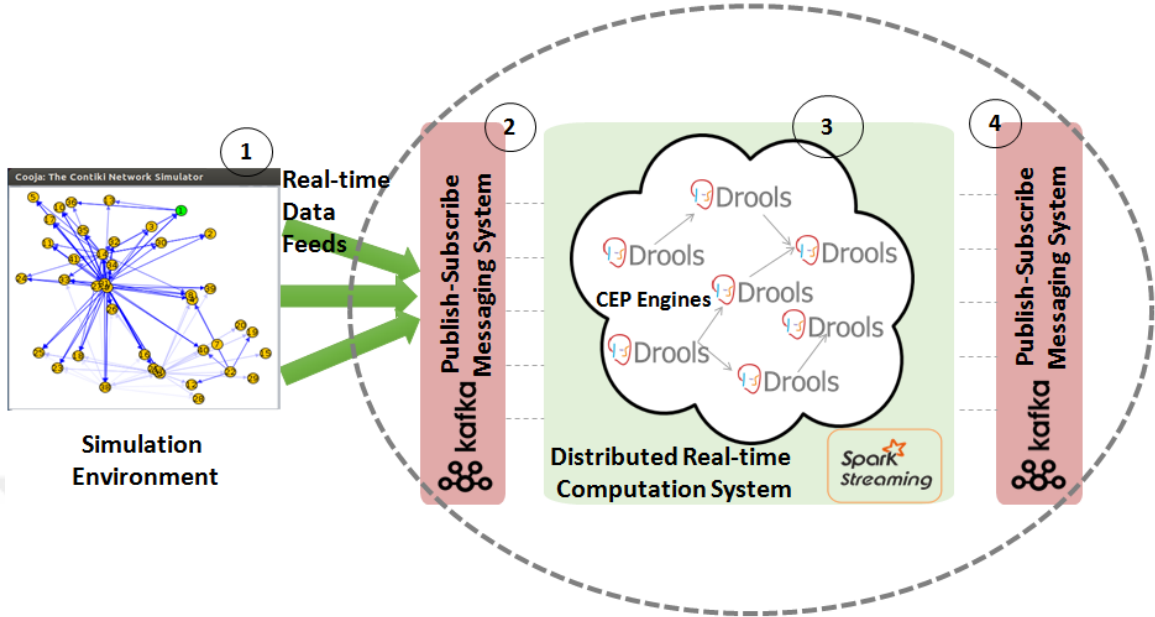 1
2
3
4
Cooja: The Contiki Network Simulator
Real-time
Data
Feeds
Simulation
Environment
Publish-Subscribe
Messaging System
kafka
Drools
Drools
Drools
CEP Engines
Drools
Drools
Drools
Drools
Distributed Real-time
Computation System
Spark
Streaming
Publish-Subscribe
Messaging System
kafka